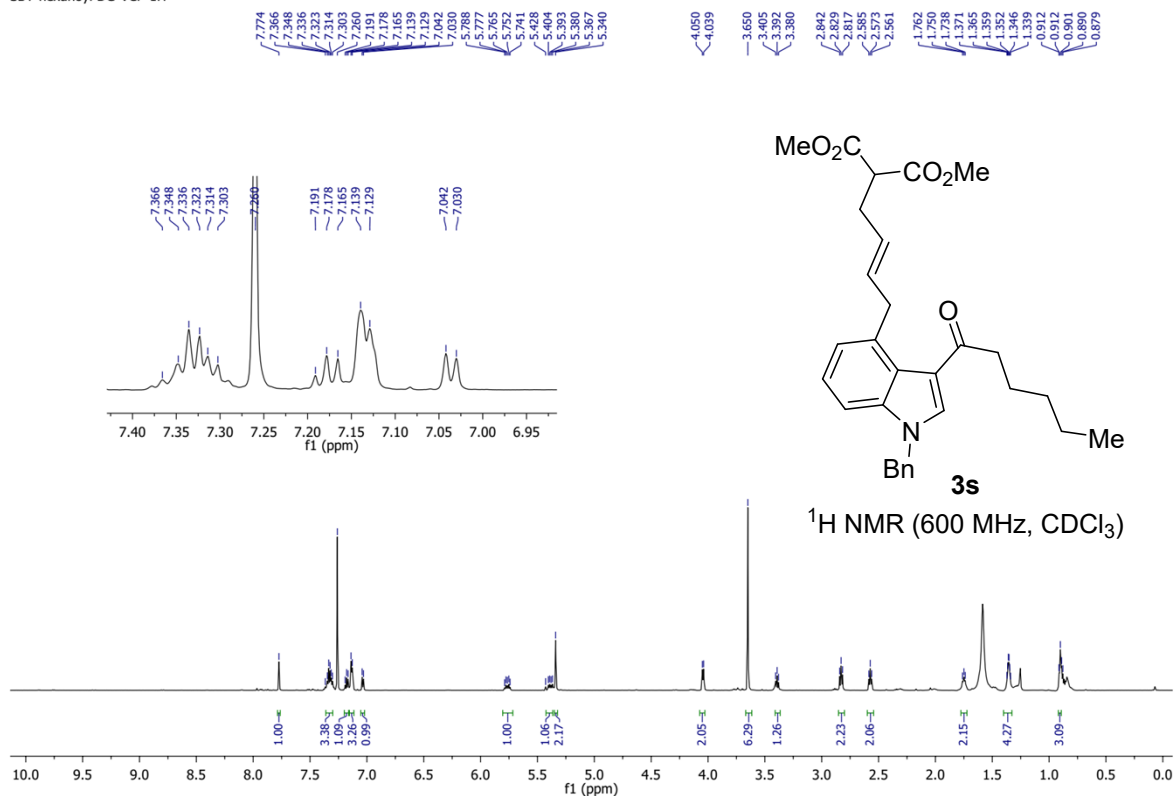 7.774 7.366 7.348 7.336 7.323 7.314 7.303 7.260 7.191 7.178 7.165 7.139 7.129 7.042 7.030 5.788 5.777 5.765 5.752 5.741 5.428 5.404 5.393 5.380 5.367 5.340 4.050 4.039 3.650 3.405 3.392 3.380 2.842 2.829 2.817 2.585 2.573 2.561 1.762 1.750 1.738 1.371 1.365 1.359 1.352 1.346 1.339 0.912 0.912 0.901 0.890 0.879
MeO2C
CO2Me
7.366 7.348 7.336 7.323 7.314 7.303 7.260 7.191 7.178 7.165 7.139 7.129 7.042 7.030
O
Me
N
Bn
7.40 7.35 7.30 7.25 7.20 7.15 7.10 7.05 7.00 6.95
f1 (ppm)
3s
1H NMR (600 MHz, CDCl3)
1.00 3.38 1.09 3.26 0.99 1.00 1.06 2.17 2.05 6.29 1.26 2.23 2.06 2.15 4.27 3.09
10.0 9.5 9.0 8.5 8.0 7.5 7.0 6.5 6.0 5.5 5.0 4.5 4.0 3.5 3.0 2.5 2.0 1.5 1.0 0.5 0.0
f1 (ppm)